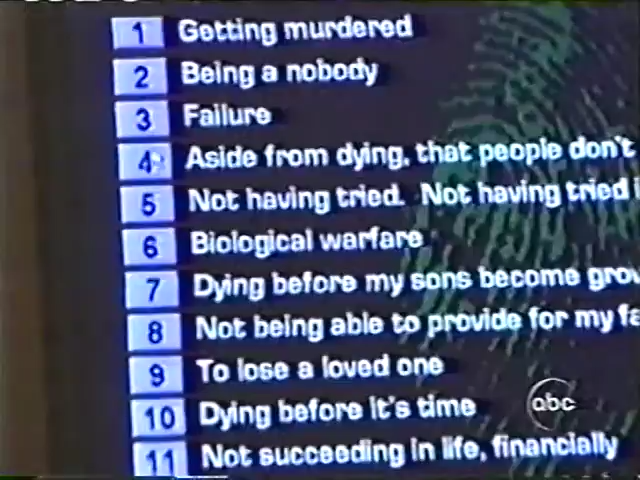 1 Getting murdered
2 Being a nobody
3 Failure
4 Aside from dying, that people don't
5 Not having tried. Not having tried
6 Biological warfare
7 Dying before my sons become
8 Not being able to provide for my
9 To lose a loved one
10 Dying before it's time
abc
11 Not succeeding in life, financially